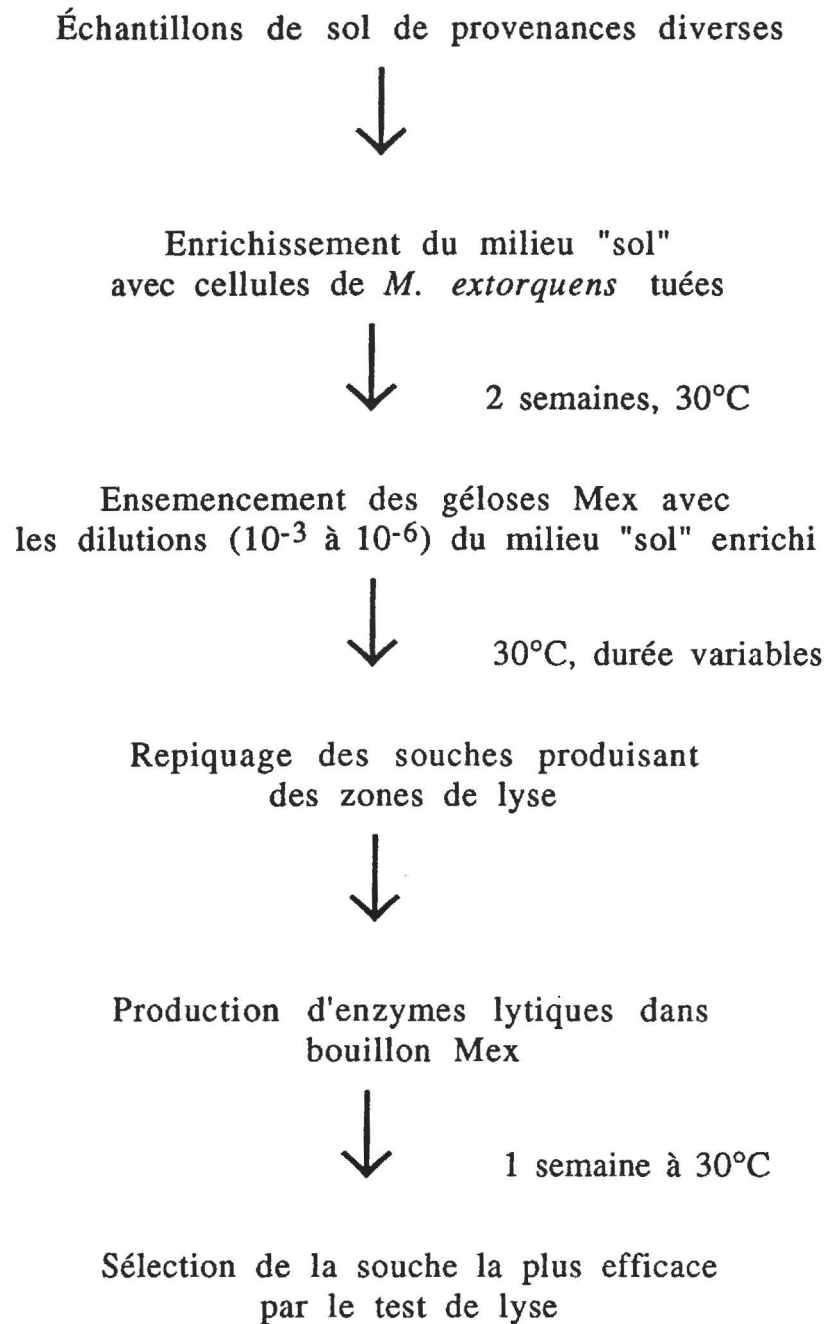 Échantillons de sol de provenances diverses
Enrichissement du milieu "sol"
avec cellules de M. extorquens tuées
2 semaines, 30°C
Ensemencement des géloses Mex avec
les dilutions (10-3 à 10-6) du milieu "sol" enrichi
30°C, durée variables
Repiquage des souches produisant
des zones de lyse
Production d'enzymes lytiques dans
bouillon Mex
1 semaine à 30°C
Sélection de la souche la plus efficace
par le test de lyse